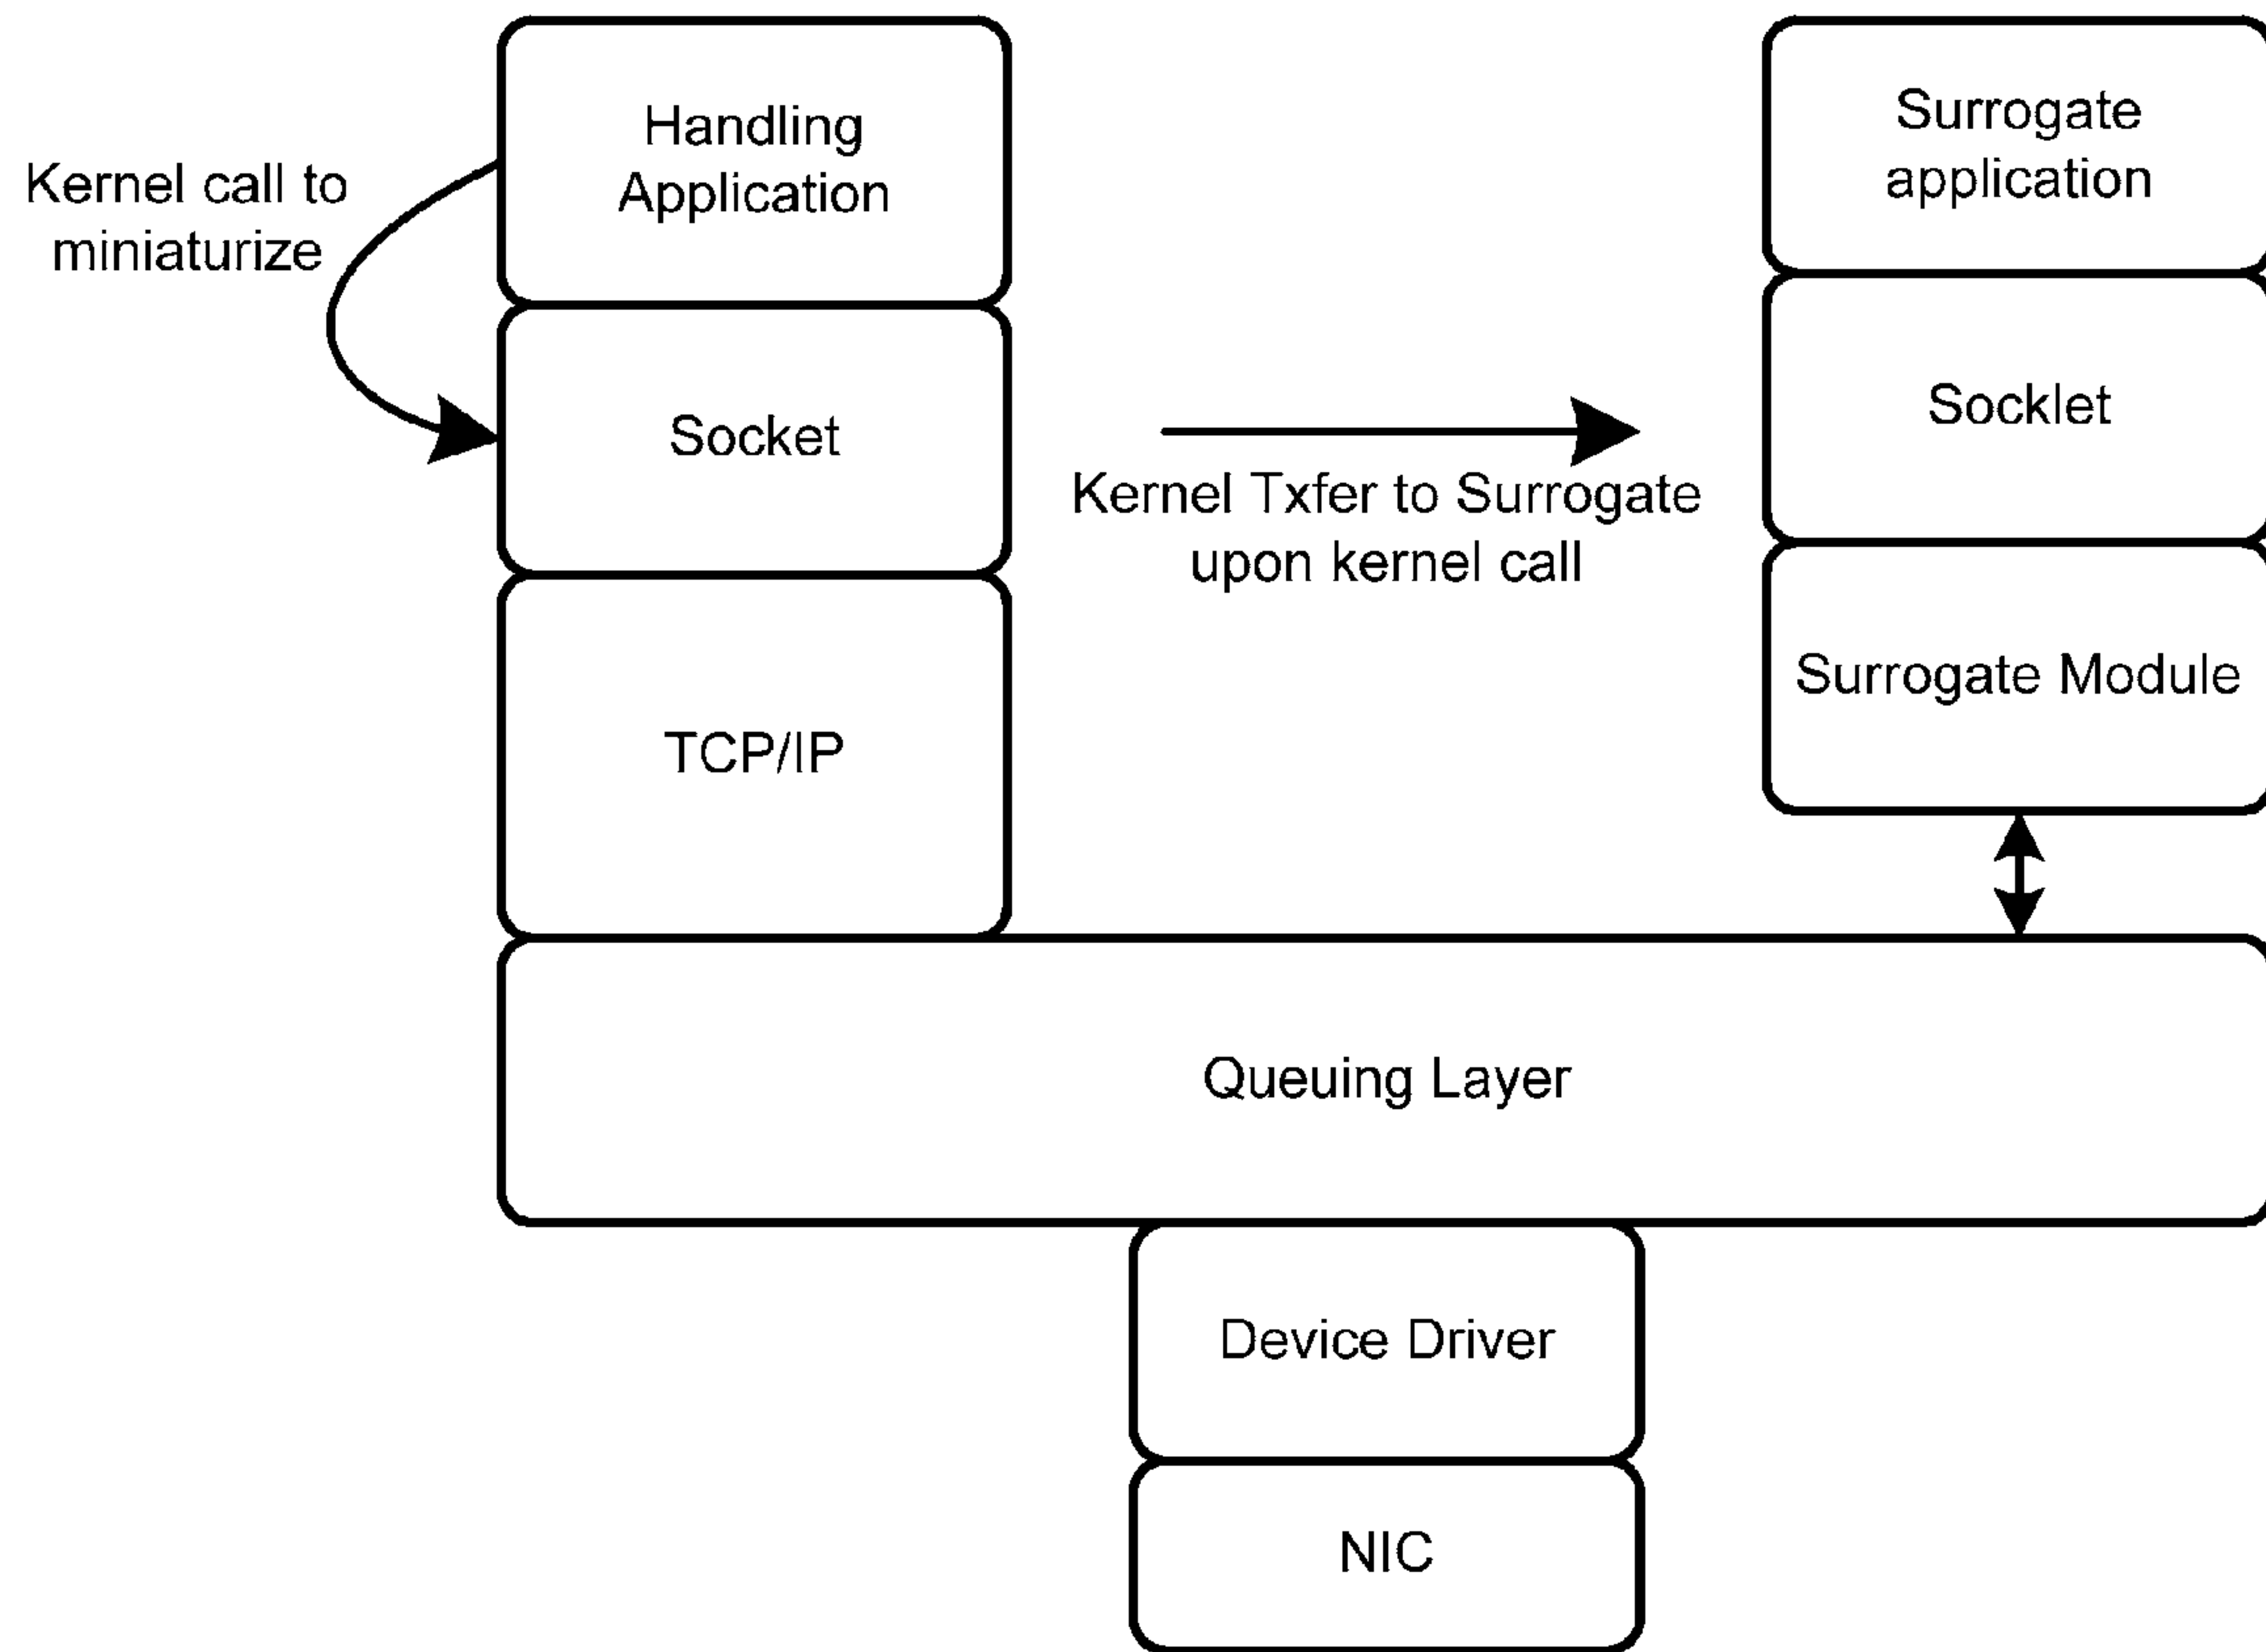 Handling
Application
Kernel call to
miniaturize
Socket
TCP/IP
Kernel Txfer to Surrogate
upon kernel call
Surrogate
application
Socklet
Surrogate Module
Queuing Layer
Device Driver
NIC